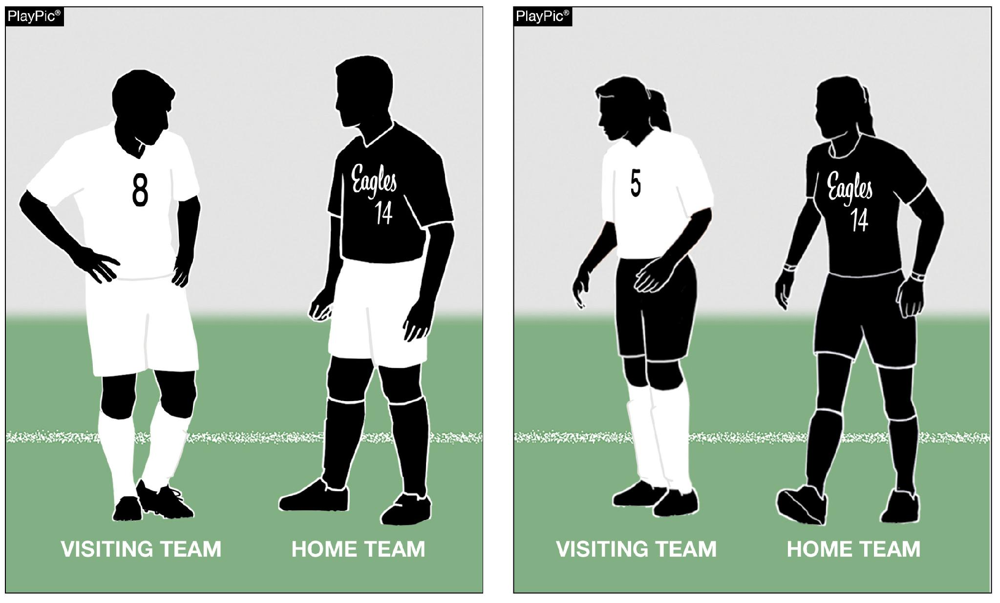 PlayPic®
8
Eagles
14
VISITING TEAM
HOME TEAM
PlayPic®
5
Eagles
14
VISITING TEAM
HOME TEAM